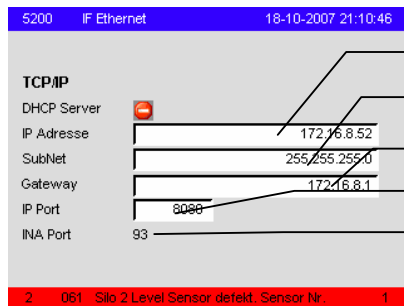 5200 IF Ethernet 18-10-2007 21:10:46
TCP/IP
DHCP Server
IP Adresse 172.16.8.52
SubNet 255.255.255.0
Gateway 172.16.8.1
IP Port 8080
INA Port 93
2 061 Silo 2 Level Sensor defekt. Sensor Nr. 1